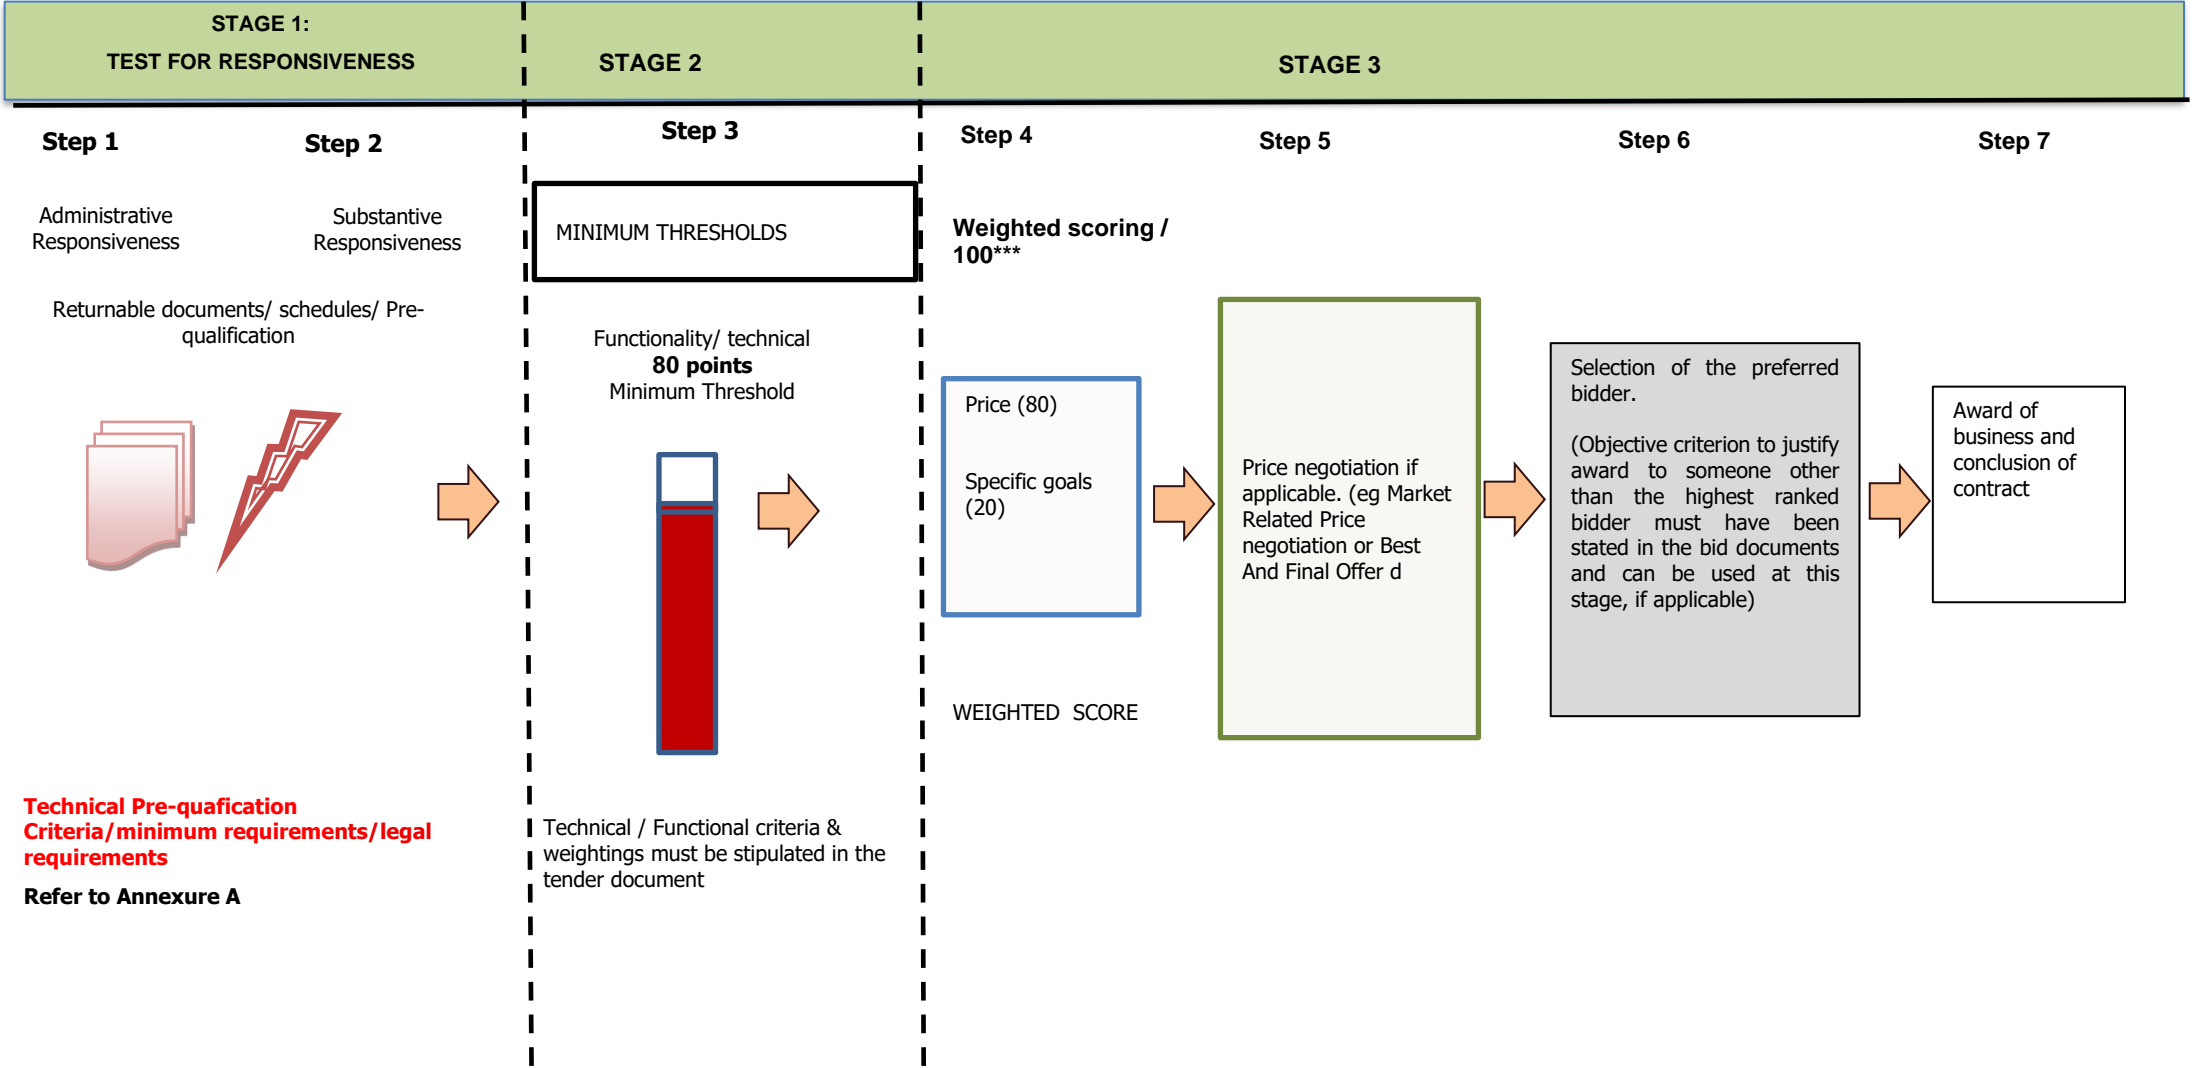 STAGE 1:
TEST FOR RESPONSIVENESS
STAGE 2
STAGE 3
Step 1
Step 2
Step 3
Step 4
Step 5
Step 6
Step 7
Administrative
Responsiveness
Substantive
Responsiveness
Returnable documents/ schedules/ Pre-
qualification
Technical Pre-quafication
Criteria/minimum requirements/legal
requirements
Refer to Annexure A
MINIMUM THRESHOLDS
Functionality/ technical
80 points
Minimum Threshold
Technical / Functional criteria &
weightings must be stipulated in the
tender document
Weighted scoring /
100***
Price (80)
Specific goals
(20)
WEIGHTED SCORE
Price negotiation if
applicable. (eg Market
Related Price
negotiation or Best
And Final Offer d
Selection of the preferred
bidder.
(Objective criterion to justify
award to someone other
than the highest ranked
bidder must have been
stated in the bid documents
and can be used at this
stage, if applicable)
Award of
business and
conclusion of
contract